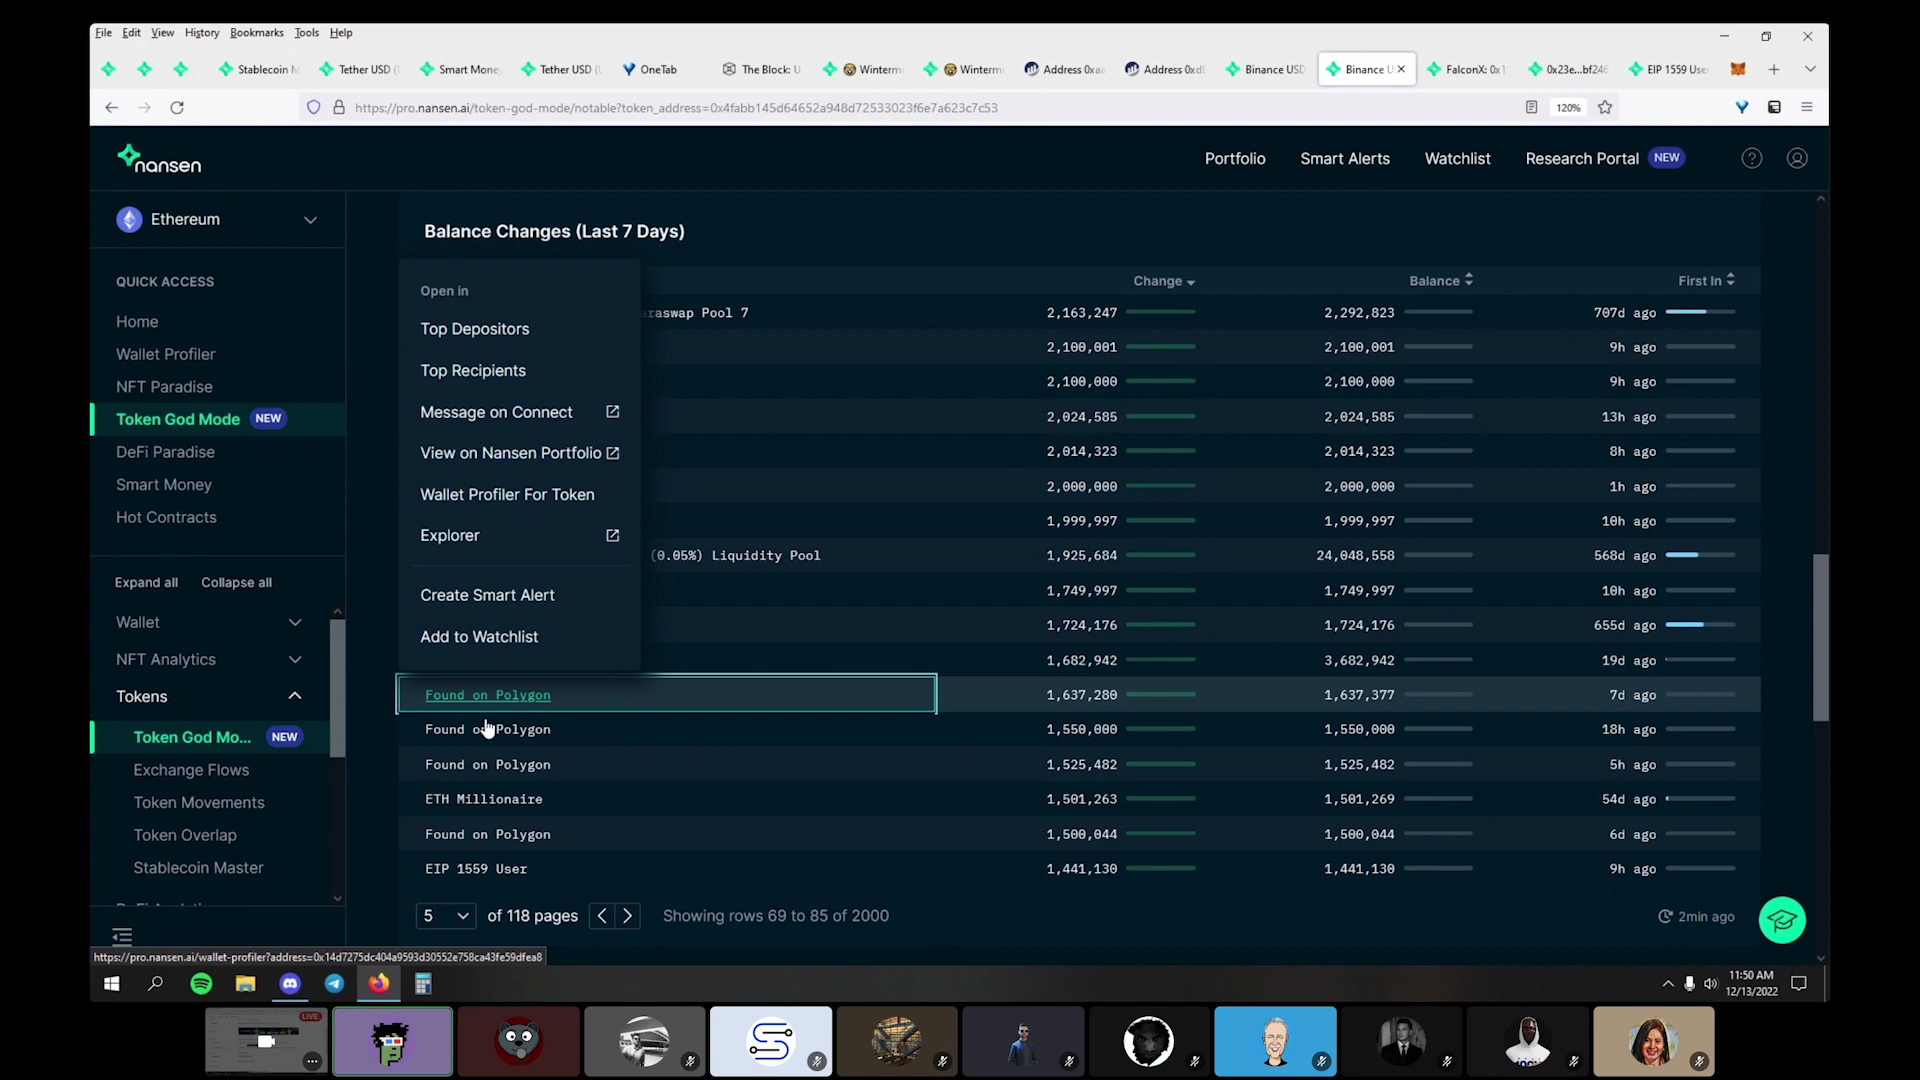 File Edit View History Bookmarks Tools Help
Stablecoin M
Tether USD (
Smart Mone
Tether USD (
OneTab
The Block: U
Winterm
Winterm
Address 0xaa
Address 0xd
Binance USD
Binance U
FalconX: 0x1
0x23e...bf246
EIP 1559 Use
https://pro.nansen.ai/token-god-mode/notable?token_address=0x4fabb145d64652a948d72533023f6e7a623c7c53
120%
nansen
Portfolio
Smart Alerts
Watchlist
Research Portal NEW
Ethereum
QUICK ACCESS
Home
Wallet Profiler
NFT Paradise
Token God Mode NEW
DeFi Paradise
Smart Money
Hot Contracts
Expand all Collapse all
Wallet
NFT Analytics
Tokens
Token God Mo... NEW
Exchange Flows
Token Movements
Token Overlap
Stablecoin Master
Balance Changes (Last 7 Days)
Open in
Top Depositors
Top Recipients
Message on Connect
View on Nansen Portfolio
Wallet Profiler For Token
Explorer
Create Smart Alert
Add to Watchlist
Change Balance First In
raswap Pool 7 2,163,247 2,292,823 707d ago
2,100,001 2,100,001 9h ago
2,100,000 2,100,000 9h ago
2,024,585 2,024,585 13h ago
2,014,323 2,014,323 8h ago
2,000,000 2,000,000 1h ago
1,999,997 1,999,997 10h ago
(0.05%) Liquidity Pool 1,925,684 24,048,558 568d ago
1,749,997 1,749,997 10h ago
1,724,176 1,724,176 655d ago
1,682,942 3,682,942 19d ago
Found on Polygon 1,637,280 1,637,377 7d ago
Found on Polygon 1,550,000 1,550,000 18h ago
Found on Polygon 1,525,482 1,525,482 5h ago
ETH Millionaire 1,501,263 1,501,269 54d ago
Found on Polygon 1,500,044 1,500,044 6d ago
EIP 1559 User 1,441,130 1,441,130 9h ago
5 of 118 pages Showing rows 69 to 85 of 2000 2min ago
https://pro.nansen.ai/wallet-profiler?address=0x14d7275dc404a9593d30552e758ca43fe59dfea8
11:50 AM
12/13/2022
LIVE